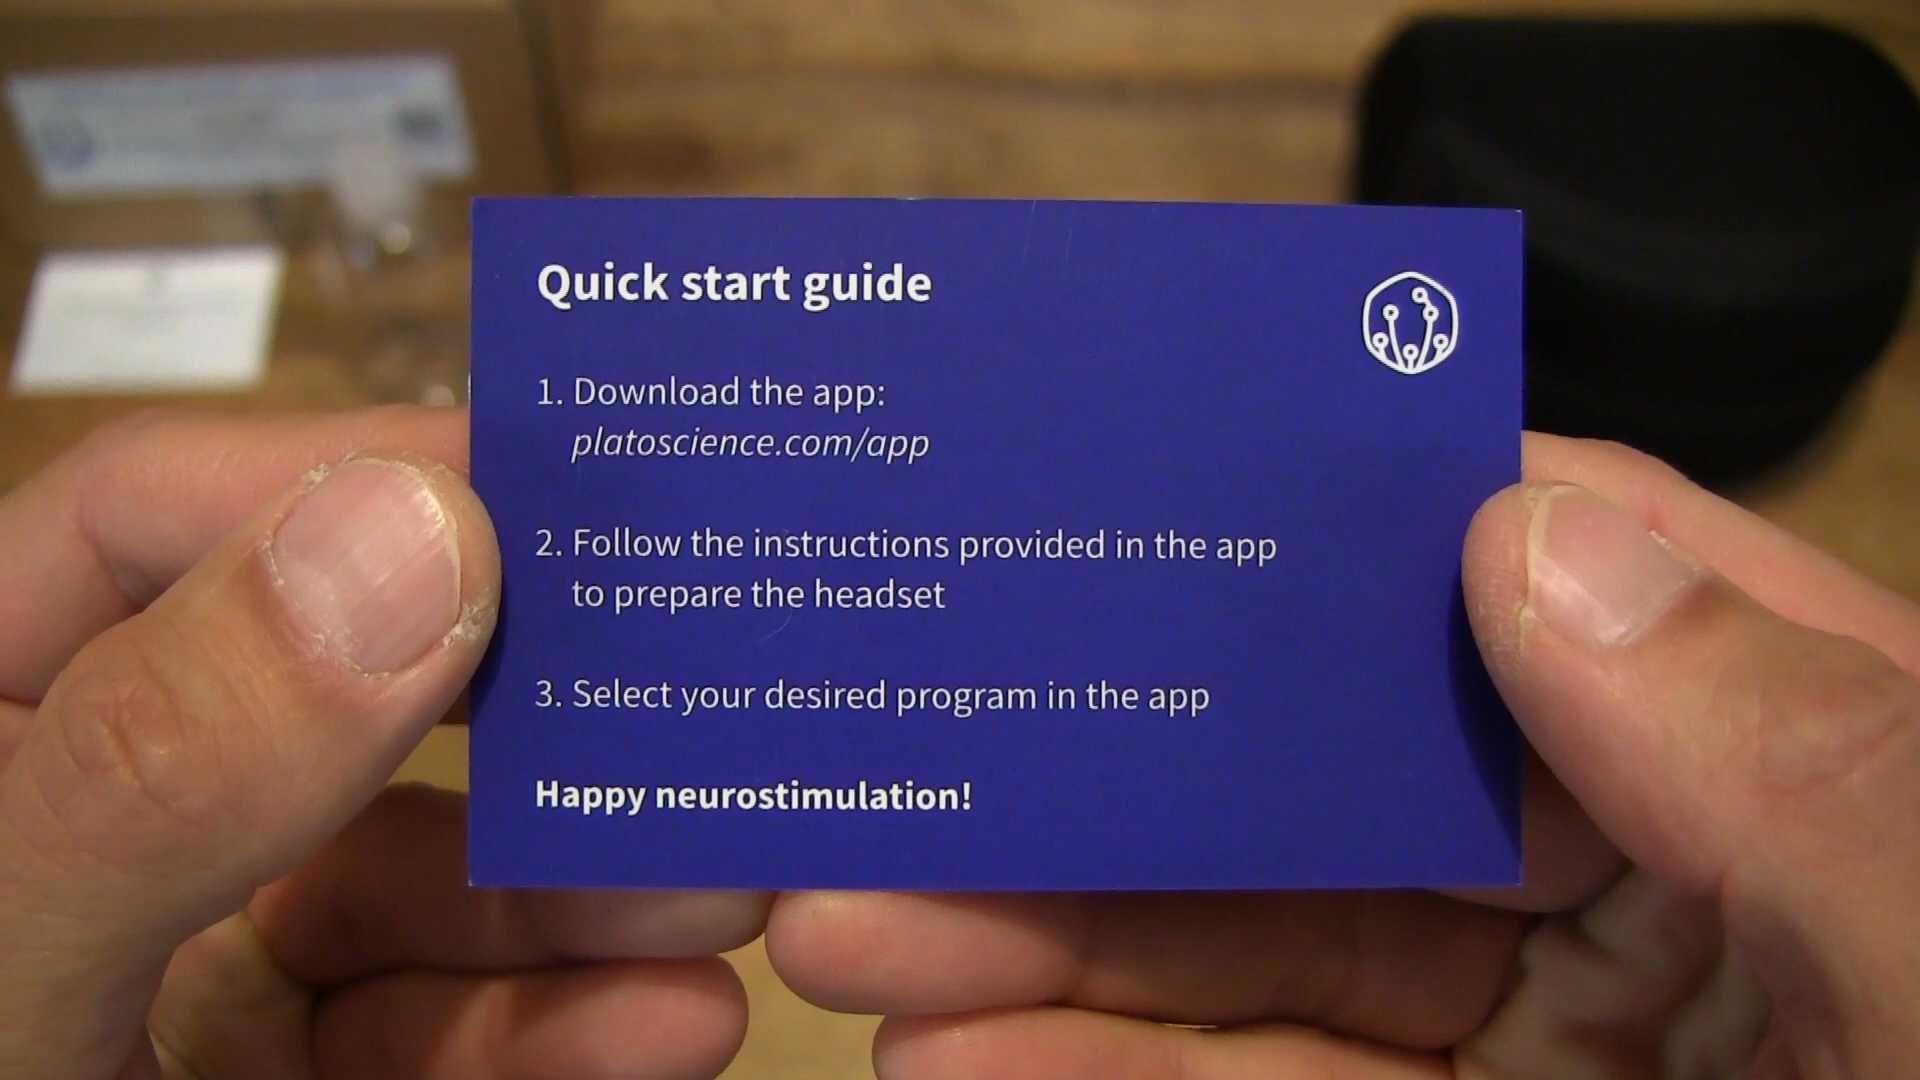 Quick start guide
1. Download the app:
platoscience.com/app
2. Follow the instructions provided in the app
to prepare the headset
3. Select your desired program in the app
Happy neurostimulation!